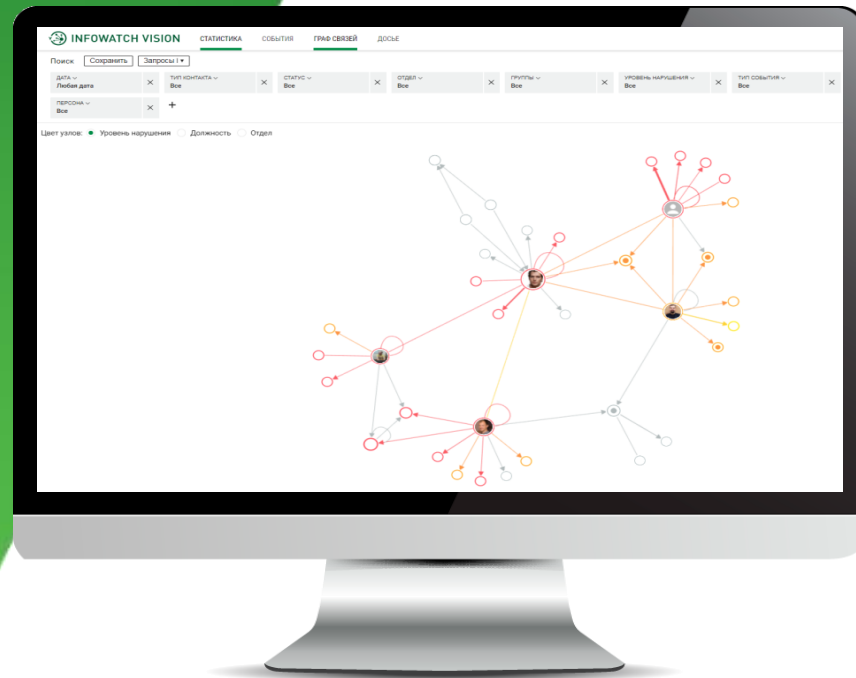 INFOWATCH VISION СТАТИСТИКА СОБЫТИЯ ГРАФ СВЯЗЕЙ ДОСЬЕ
Поиск Сохранить Запросы (
ДАТА ТИП КОНТАКТА СТАТУС ОТДЕЛ ГРУППЫ УРОВЕНЬ НАРУШЕНИЯ ТИП СОБЫТИЯ
Любая дата Все Все Все Все Все Все
ПЕРСОНА
Все
Цвет узлов: Уровень нарушения Должность Отдел